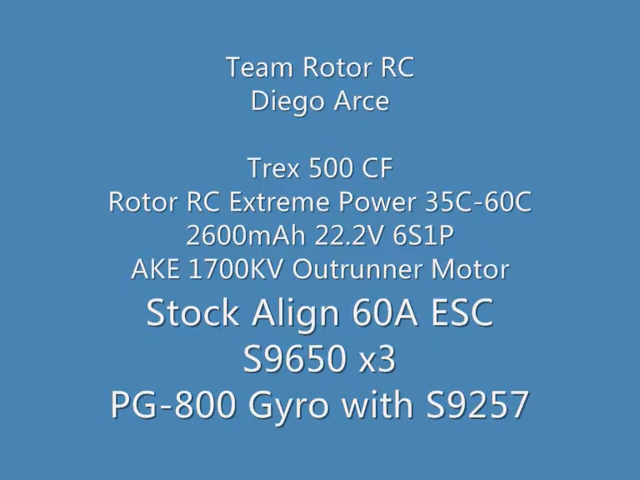 Team Rotor RC
Diego Arce
Trex 500 CF
Rotor RC Extreme Power 35C-60C
2600mAh 22.2V 6S1P
AKE 1700KV Outrunner Motor
Stock Align 60A ESC
S9650 x3
PG-800 Gyro with S9257